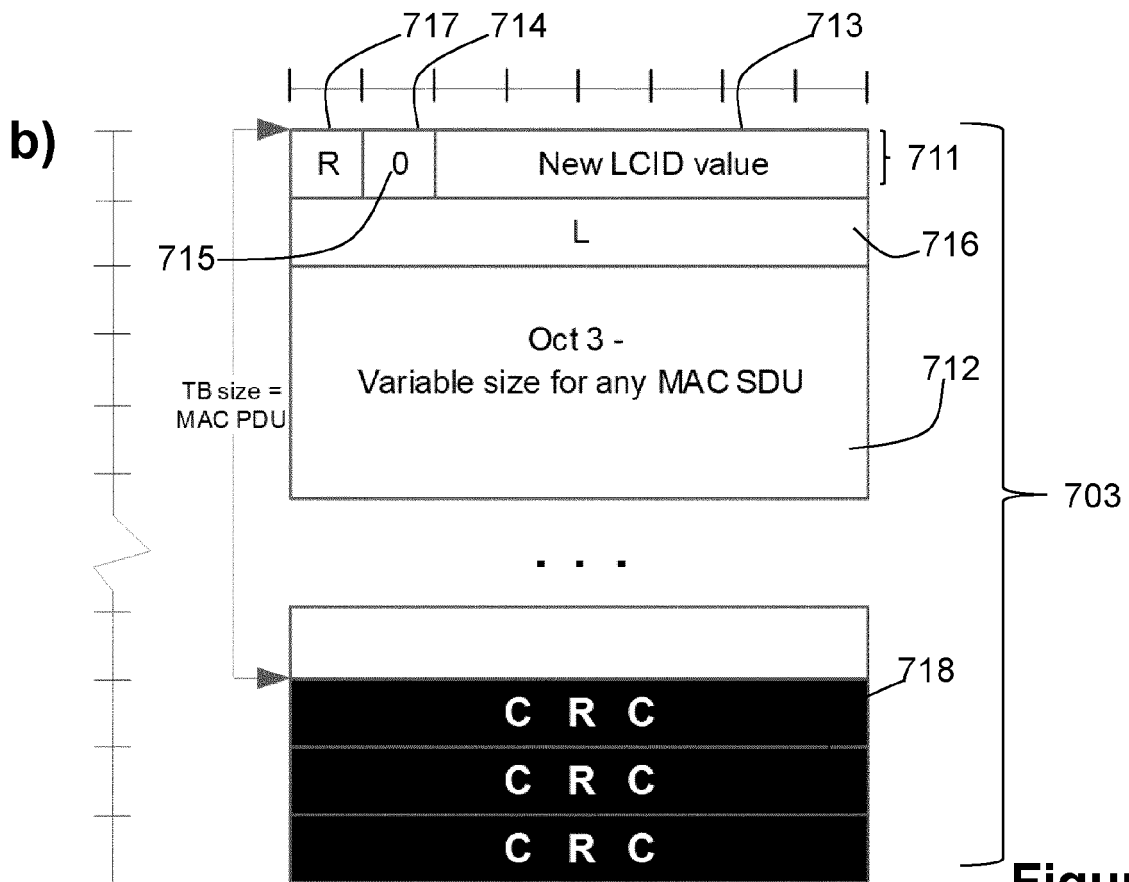 717 714 713
b)
R 0 New LCID value 711
L
715 716
Oct 3 -
Variable size for any MAC SDU
712
TB size =
MAC PDU
703
. . .
718
C R C
C R C
C R C